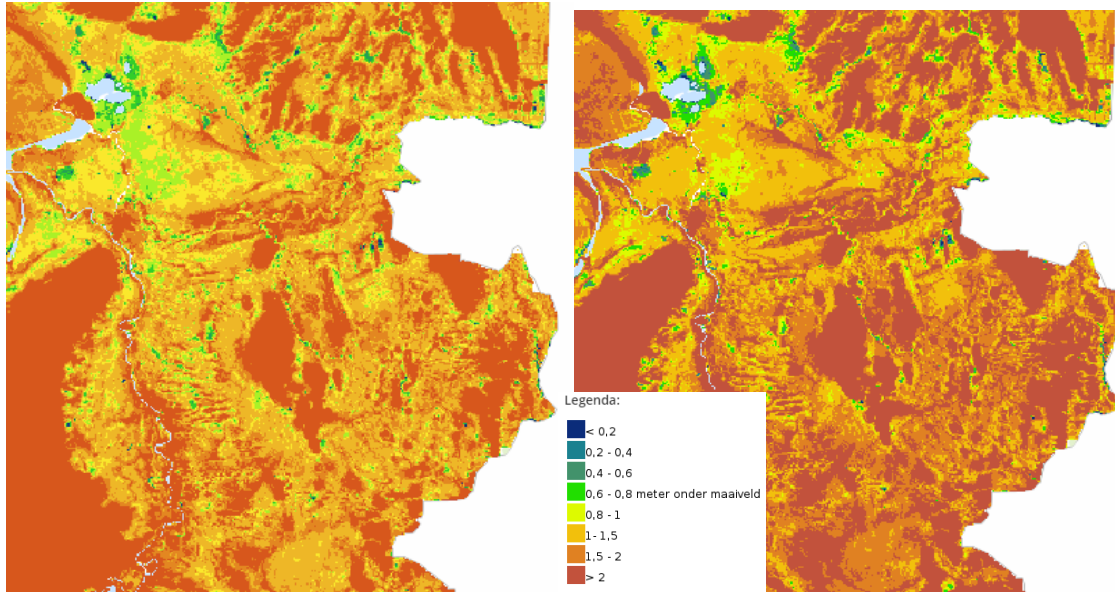 Legenda:
< 0,2
0,2 - 0,4
0,4 - 0,6
0,6 - 0,8 meter onder maaiveld
0,8 - 1
1- 1,5
1,5 - 2
> 2